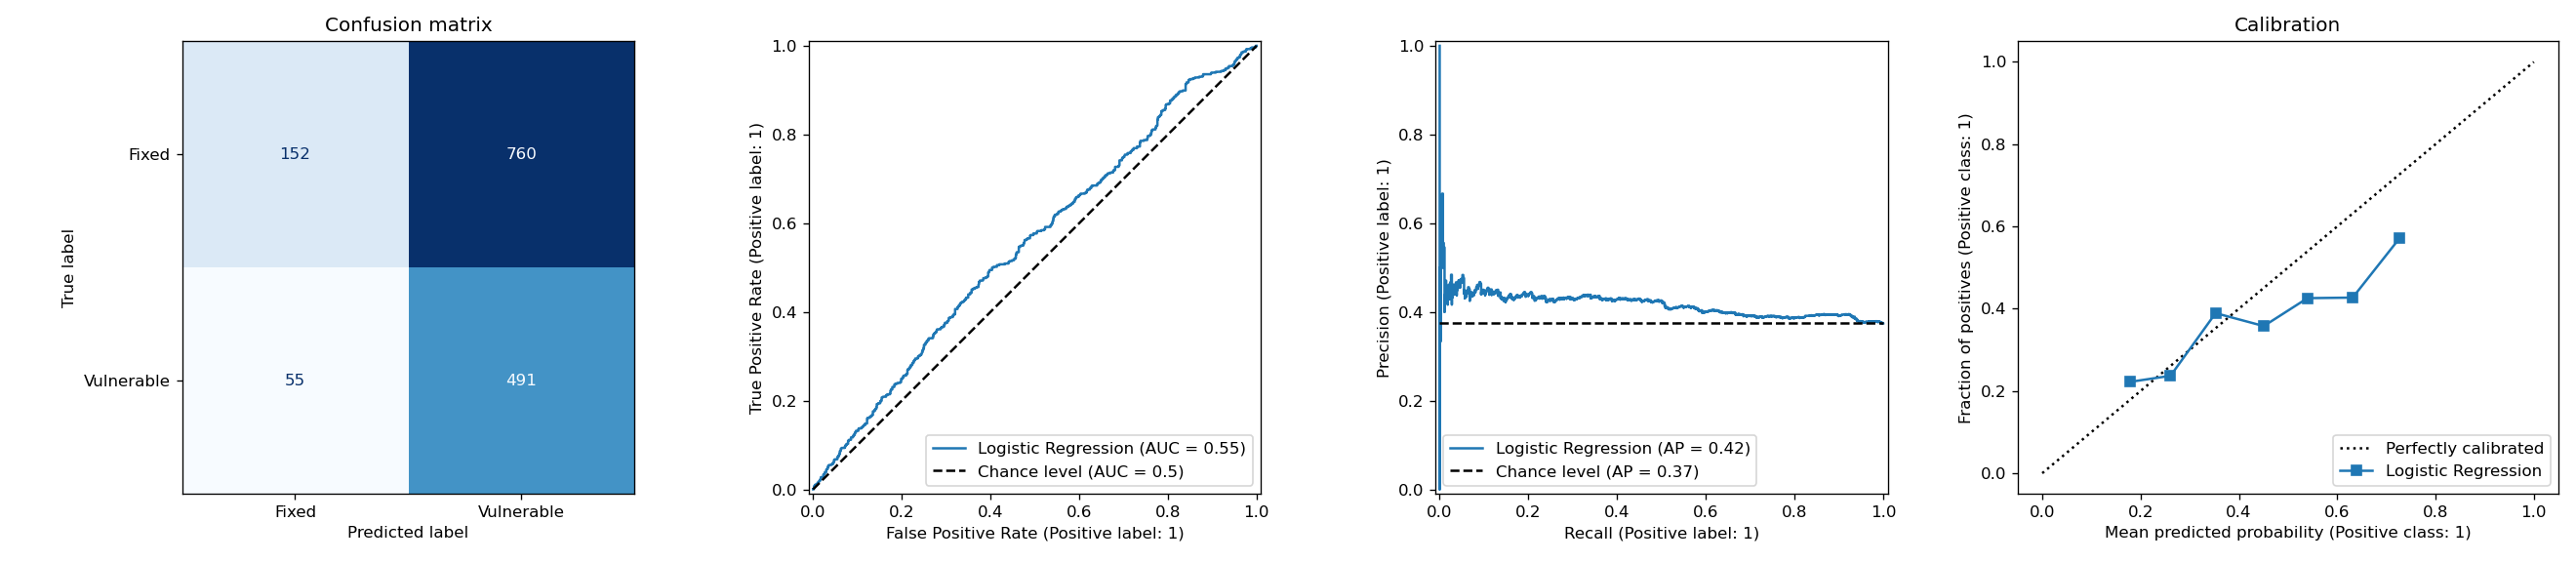 Confusion matrix
True label
Fixed
Vulnerable
152
760
55
491
Fixed
Vulnerable
Predicted label
True Positive Rate (Positive label: 1)
1.0
0.8
0.6
0.4
0.2
0.0
Logistic Regression (AUC = 0.55)
Chance level (AUC = 0.5)
0.0 0.2 0.4 0.6 0.8 1.0
False Positive Rate (Positive label: 1)
Precision (Positive label: 1)
1.0
0.8
0.6
0.4
0.2
0.0
Logistic Regression (AP = 0.42)
Chance level (AP = 0.37)
0.0 0.2 0.4 0.6 0.8 1.0
Recall (Positive label: 1)
Calibration
Fraction of positives (Positive class: 1)
1.0
0.8
0.6
0.4
0.2
0.0
Perfectly calibrated
Logistic Regression
0.0 0.2 0.4 0.6 0.8 1.0
Mean predicted probability (Positive class: 1)